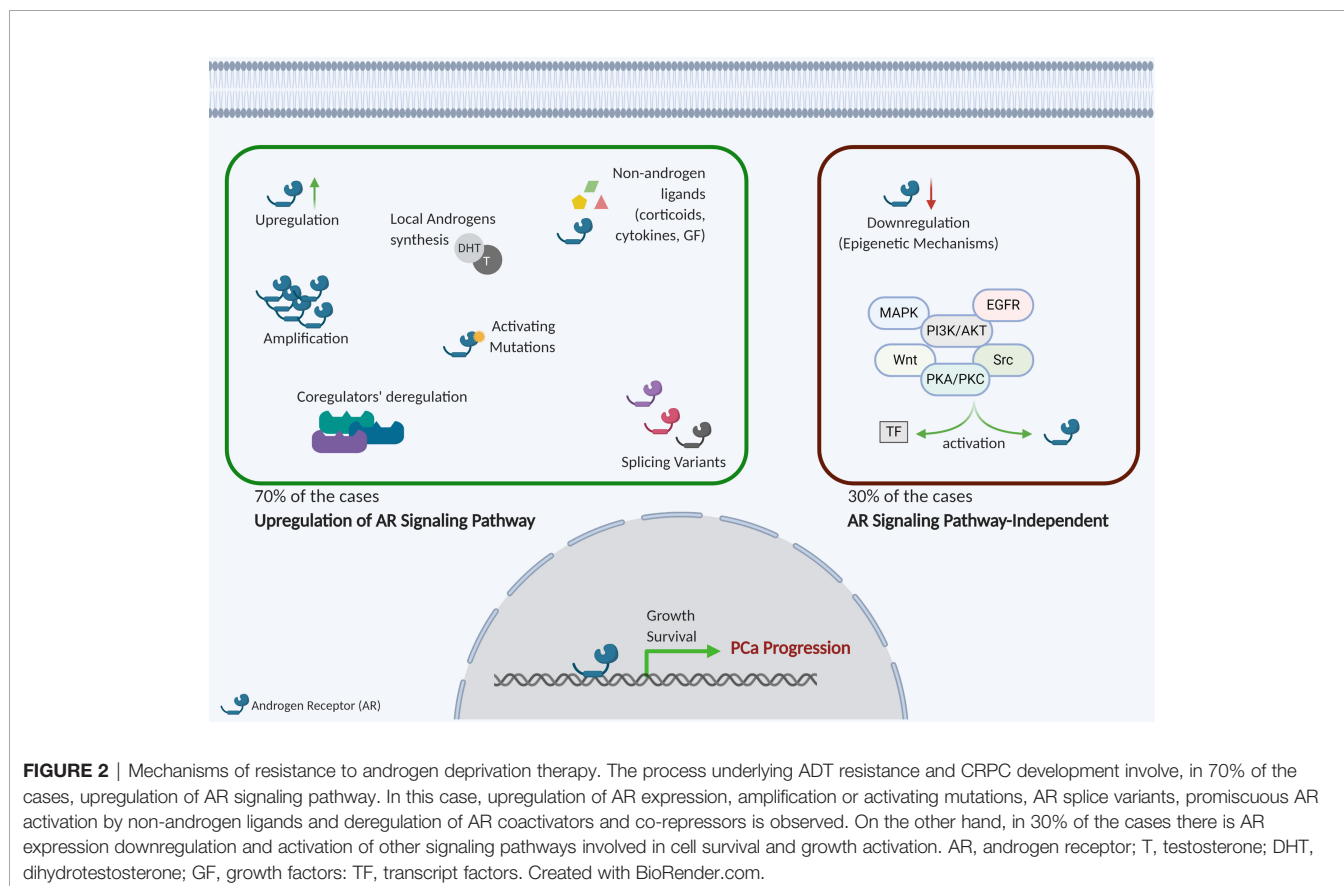 Upregulation
Local Androgens
synthesis
DHT
T
Non-androgen
ligands
(corticoids,
cytokines, GF)
Amplification
Activating
Mutations
Coregulators' deregulation
Splicing Variants
70% of the cases
Upregulation of AR Signaling Pathway
Downregulation
(Epigenetic Mechanisms)
MAPK
EGFR
PI3K/AKT
Wnt
Src
PKA/PKC
TF
activation
30% of the cases
AR Signaling Pathway-Independent
Growth
Survival
PCa Progression
Androgen Receptor (AR)
FIGURE 2 | Mechanisms of resistance to androgen deprivation therapy. The process underlying ADT resistance and CRPC development involve, in 70% of the
cases, upregulation of AR signaling pathway. In this case, upregulation of AR expression, amplification or activating mutations, AR splice variants, promiscuous AR
activation by non-androgen ligands and deregulation of AR coactivators and co-repressors is observed. On the other hand, in 30% of the cases there is AR
expression downregulation and activation of other signaling pathways involved in cell survival and growth activation. AR, androgen receptor; T, testosterone; DHT,
dihydrotestosterone; GF, growth factors: TF, transcript factors. Created with BioRender.com.